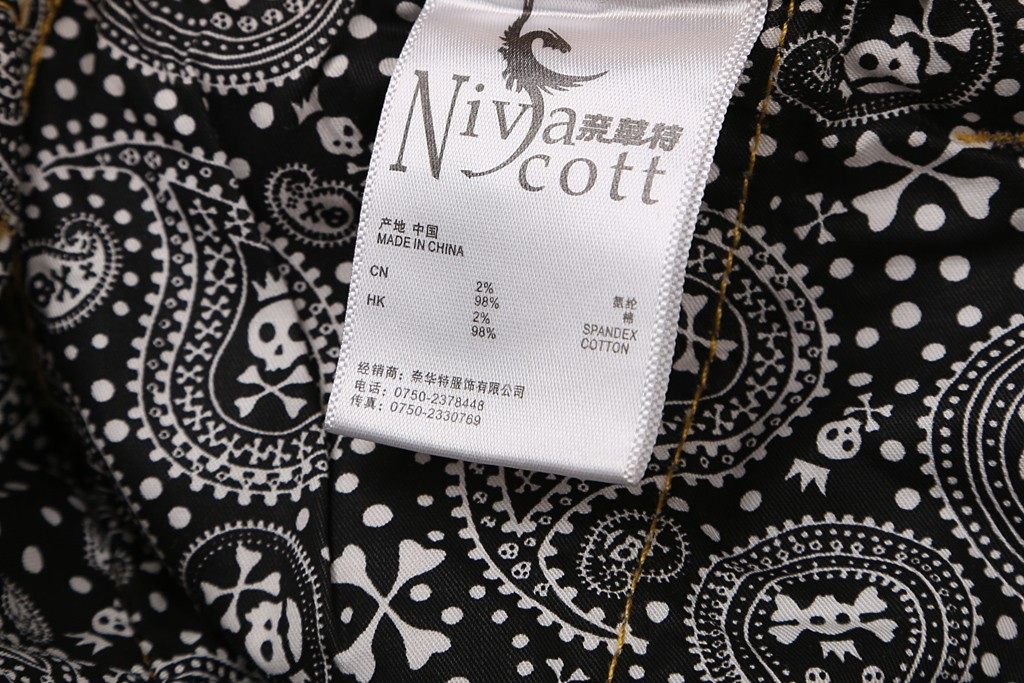 Nivsa奈華特
Scott
产地 中国
MADE IN CHINA
CN 2% 氨纶
HK 98% 棉
2% SPANDEX
98% COTTON
经销商：奈华特服饰有限公司
电话：0750-2378448
传真：0750-2330769